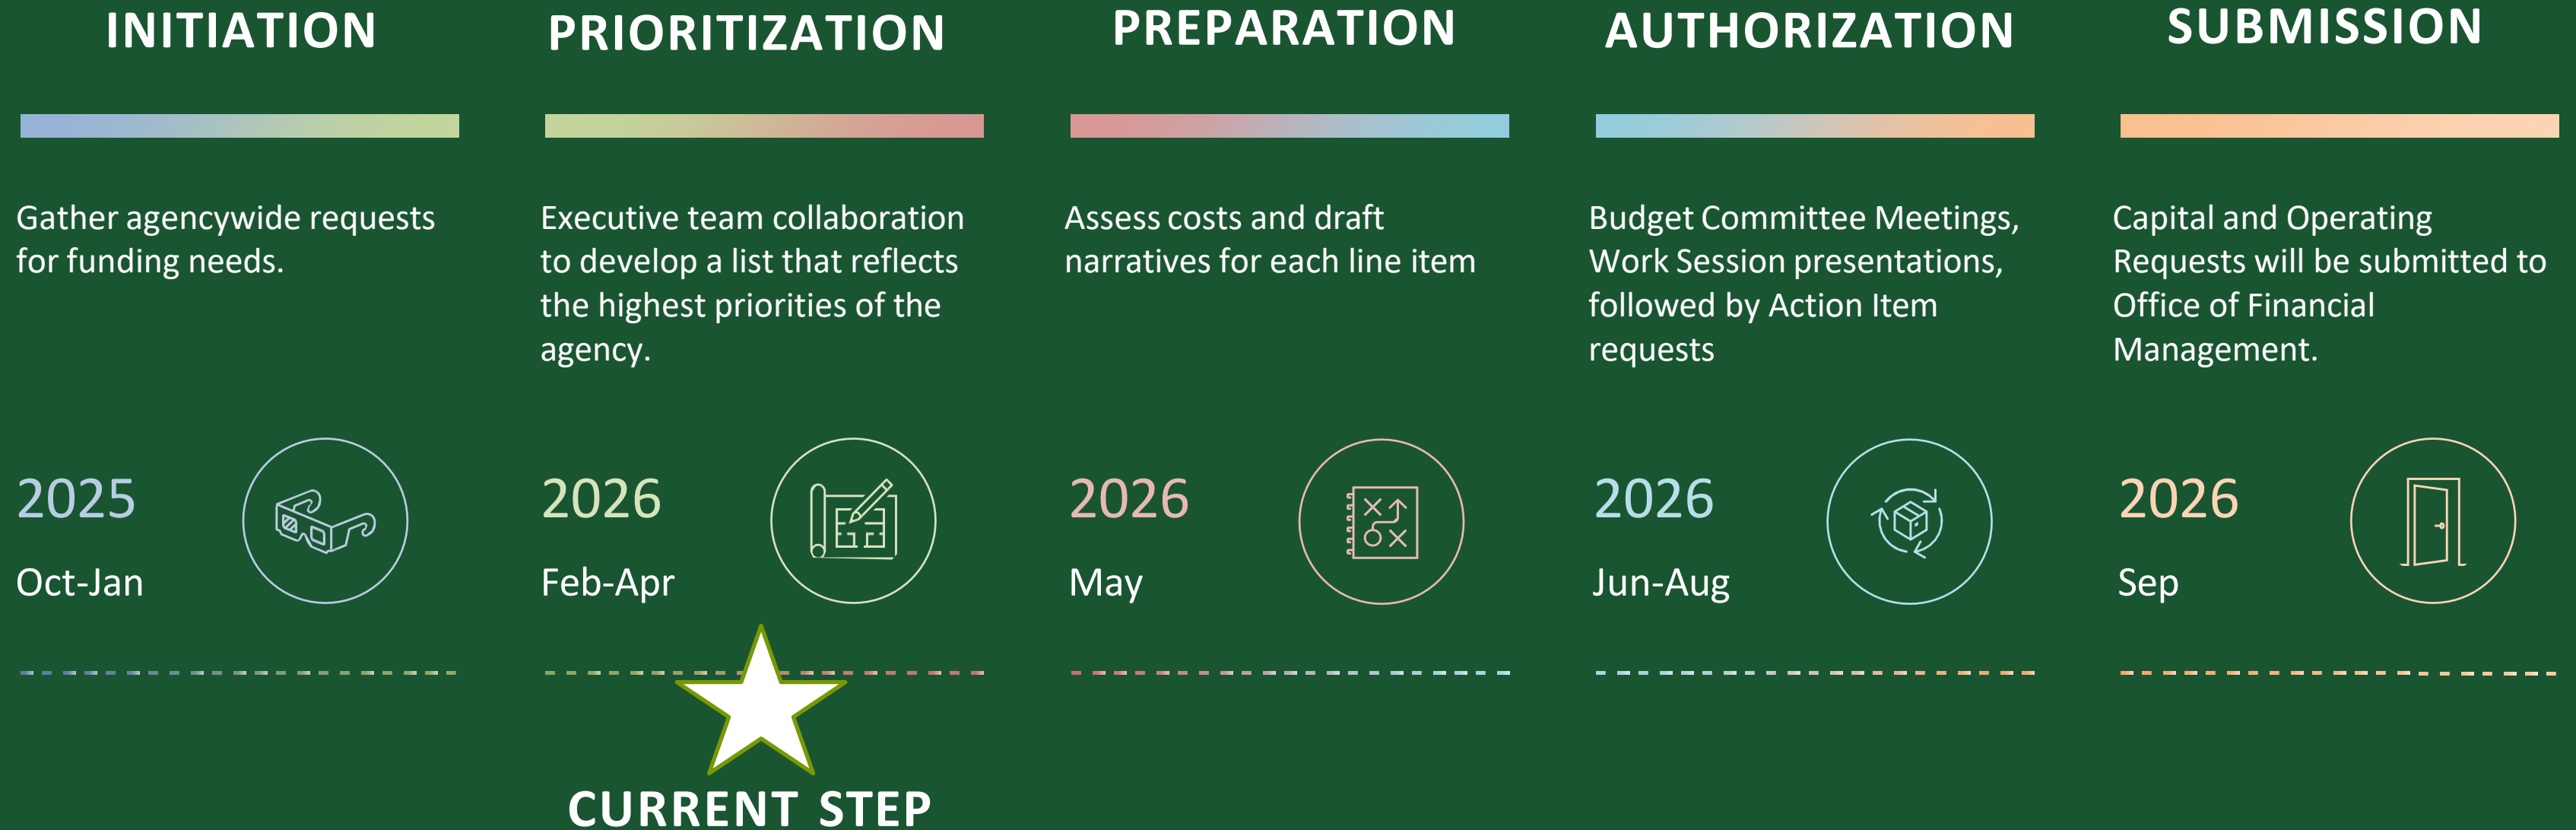 INITIATION
Gather agencywide requests
for funding needs.
2025
Oct-Jan
PRIORITIZATION
Executive team collaboration
to develop a list that reflects
the highest priorities of the
agency.
2026
Feb-Apr
CURRENT STEP
PREPARATION
Assess costs and draft
narratives for each line item
2026
May
AUTHORIZATION
Budget Committee Meetings,
Work Session presentations,
followed by Action Item
requests
2026
Jun-Aug
SUBMISSION
Capital and Operating
Requests will be submitted to
Office of Financial
Management.
2026
Sep